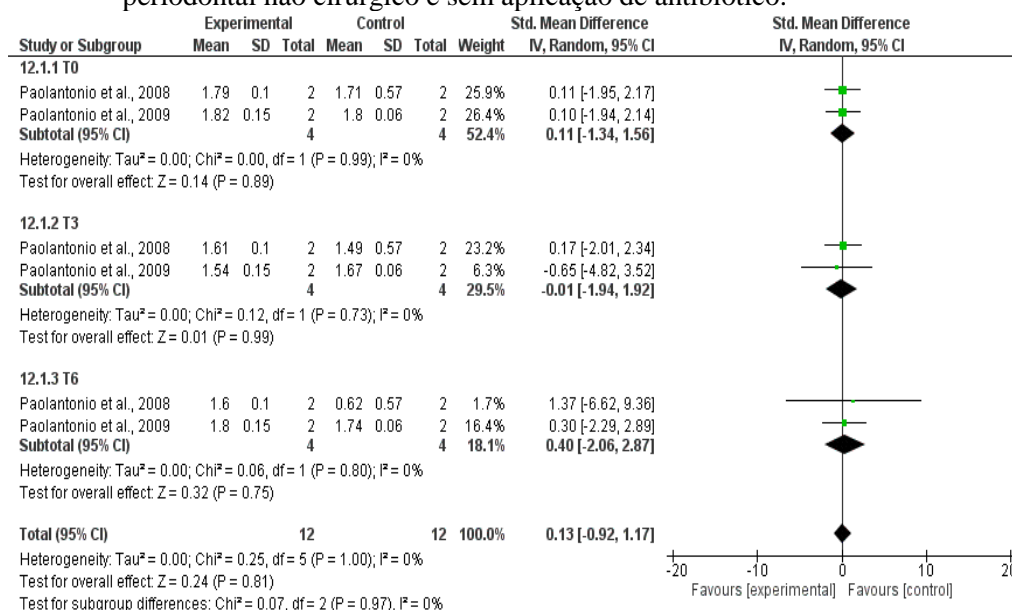 periodontal não cirúrgico e sem aplicação de antibiótico.
Experimental Control Std. Mean Difference Std. Mean Difference
Study or Subgroup Mean SD Total Mean SD Total Weight IV, Random, 95% CI IV, Random, 95% CI
12.1.1 T0
Paolantonio et al., 2008 1.79 0.1 2 1.71 0.57 2 25.9% 0.11 [-1.95, 2.17]
Paolantonio et al., 2009 1.82 0.15 2 1.8 0.06 2 26.4% 0.10 [-1.94, 2.14]
Subtotal (95% CI) 4 4 52.4% 0.11 [-1.34, 1.56]
Heterogeneity: Tau² = 0.00; Chi² = 0.00, df = 1 (P = 0.99); I² = 0%
Test for overall effect: Z = 0.14 (P = 0.89)
12.1.2 T3
Paolantonio et al., 2008 1.61 0.1 2 1.49 0.57 2 23.2% 0.17 [-2.01, 2.34]
Paolantonio et al., 2009 1.54 0.15 2 1.67 0.06 2 6.3% -0.65 [-4.82, 3.52]
Subtotal (95% CI) 4 4 29.5% -0.01 [-1.94, 1.92]
Heterogeneity: Tau² = 0.00; Chi² = 0.12, df = 1 (P = 0.73); I² = 0%
Test for overall effect: Z = 0.01 (P = 0.99)
12.1.3 T6
Paolantonio et al., 2008 1.6 0.1 2 0.62 0.57 2 1.7% 1.37 [-6.62, 9.36]
Paolantonio et al., 2009 1.8 0.15 2 1.74 0.06 2 16.4% 0.30 [-2.29, 2.89]
Subtotal (95% CI) 4 4 18.1% 0.40 [-2.06, 2.87]
Heterogeneity: Tau² = 0.00; Chi² = 0.06, df = 1 (P = 0.80); I² = 0%
Test for overall effect: Z = 0.32 (P = 0.75)
Total (95% CI) 12 12 100.0% 0.13 [-0.92, 1.17]
Heterogeneity: Tau² = 0.00; Chi² = 0.25, df = 5 (P = 1.00); I² = 0%
Test for overall effect: Z = 0.24 (P = 0.81)
Test for subgroup differences: Chi² = 0.07, df = 2 (P = 0.97), I² = 0%
-20 -10 0 10 20
Favours [experimental] Favours [control]